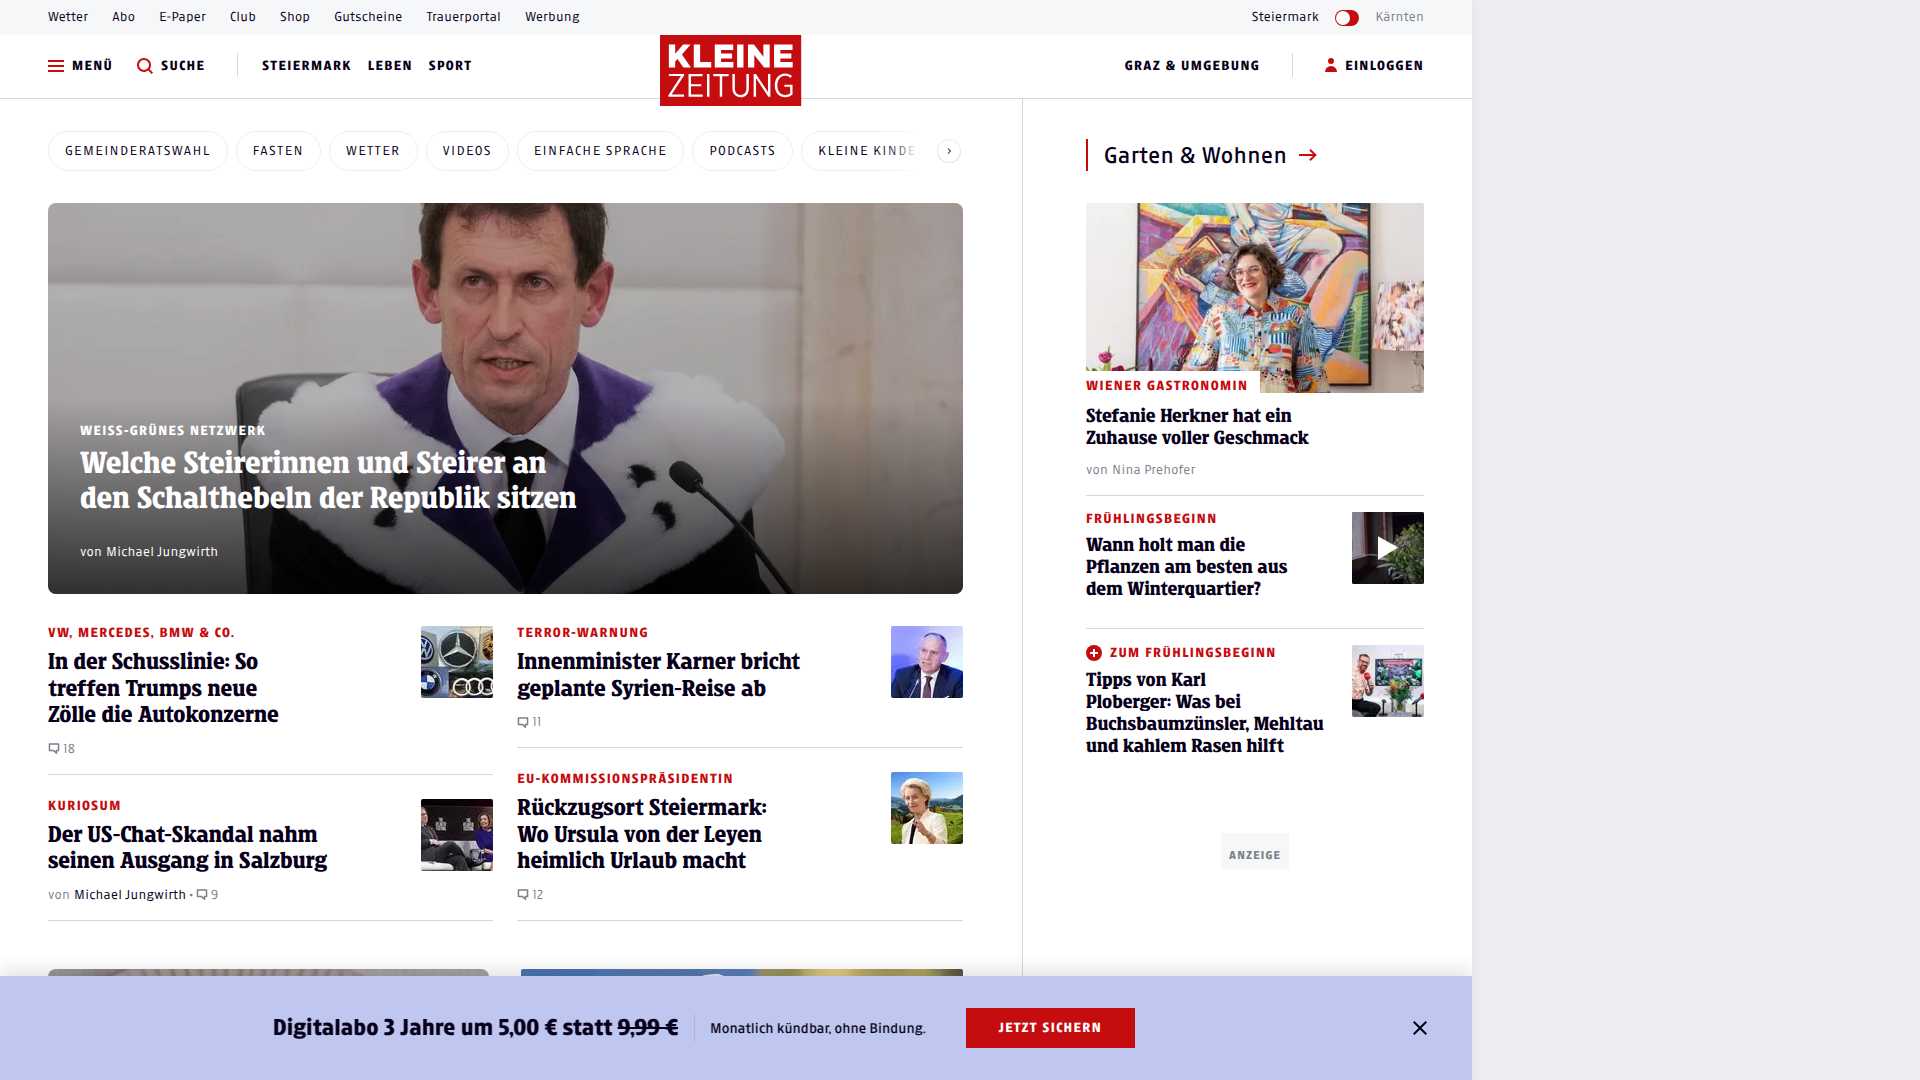 Wetter Abo E-Paper Club Shop Gutscheine Trauerportal Werbung Steiermark Kärnten
MENÜ SUCHE STEIERMARK LEBEN SPORT
KLEINE
ZEITUNG
GRAZ & UMGEBUNG EINLOGGEN
GEMEINDERATSWAHL FASTEN WETTER VIDEOS EINFACHE SPRACHE PODCASTS KLEINE KINDE
WEISS-GRÜNES NETZWERK
Welche Steirerinnen und Steirer an
den Schalthebeln der Republik sitzen
von Michael Jungwirth
VW, MERCEDES, BMW & CO.
In der Schusslinie: So
treffen Trumps neue
Zölle die Autokonzerne
18
KURIOSUM
Der US-Chat-Skandal nahm
seinen Ausgang in Salzburg
von Michael Jungwirth · 9
TERROR-WARNUNG
Innenminister Karner bricht
geplante Syrien-Reise ab
11
EU-KOMMISSIONSPRÄSIDENTIN
Rückzugsort Steiermark:
Wo Ursula von der Leyen
heimlich Urlaub macht
12
Garten & Wohnen
WIENER GASTRONOMIN
Stefanie Herkner hat ein
Zuhause voller Geschmack
von Nina Prehofer
FRÜHLINGSBEGINN
Wann holt man die
Pflanzen am besten aus
dem Winterquartier?
ZUM FRÜHLINGSBEGINN
Tipps von Karl
Ploberger: Was bei
Buchsbaumzünsler, Mehltau
und kahlem Rasen hilft
ANZEIGE
Digitalabo 3 Jahre um 5,00 € statt 9,99 € Monatlich kündbar, ohne Bindung. JETZT SICHERN